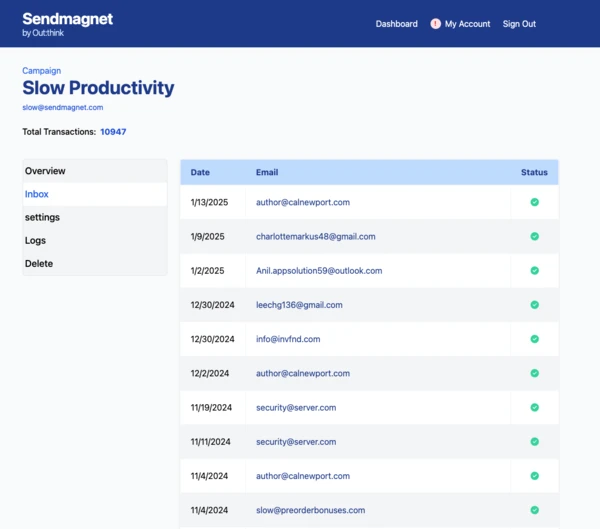 Sendmagnet
by Out:think
Dashboard ! My Account Sign Out
Campaign
Slow Productivity
slow@sendmagnet.com
Total Transactions: 10947
Overview
Inbox
settings
Logs
Delete
Date Email Status
1/13/2025 author@calnewport.com
1/9/2025 charlottemarkus48@gmail.com
1/2/2025 Anil.appsolution59@outlook.com
12/30/2024 leechg136@gmail.com
12/30/2024 info@invfnd.com
12/2/2024 author@calnewport.com
11/19/2024 security@server.com
11/11/2024 security@server.com
11/4/2024 author@calnewport.com
11/4/2024 slow@preorderbonuses.com